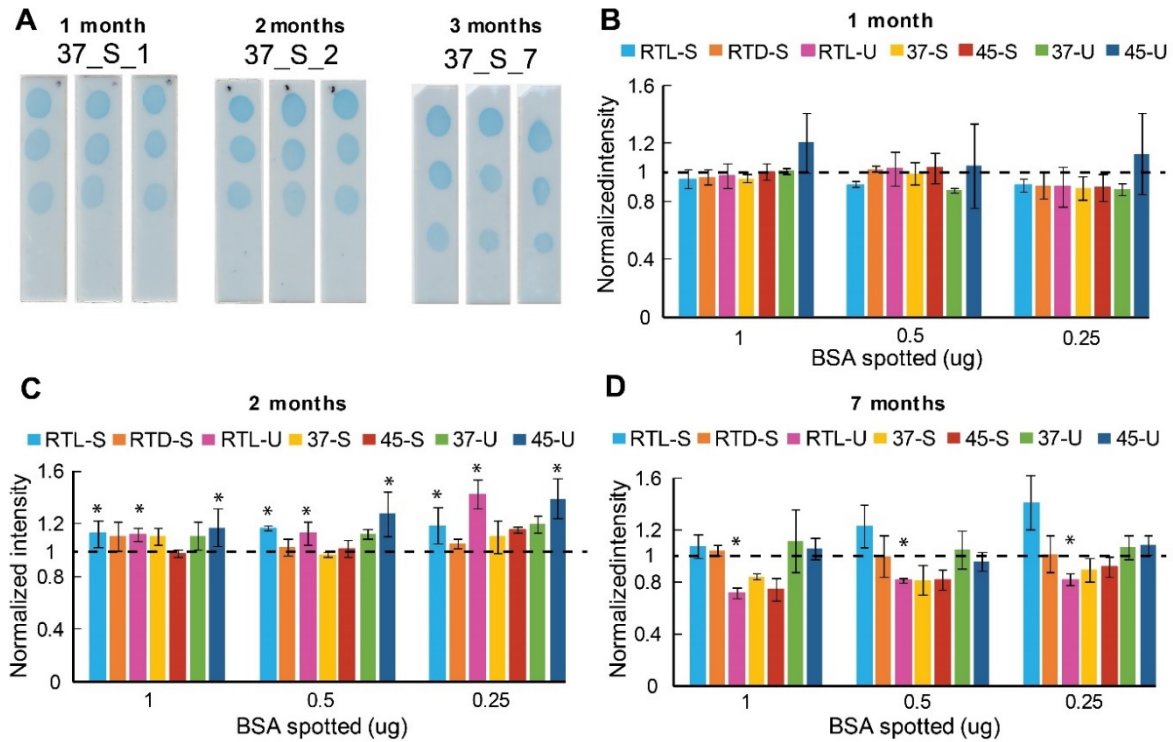 A
1 month
2 months
3 months
37_S_1
37_S_2
37_S_7
B
1 month
RTL-S RTD-S RTL-U 37-S 45-S 37-U 45-U
Normalizedintensity
1.6
1.2
1
0.8
0.4
0
1 0.5 0.25
BSA spotted (ug)
C
2 months
RTL-S RTD-S RTL-U 37-S 45-S 37-U 45-U
Normalized intensity
1.6
1.2
1
0.8
0.4
0
* * * * * * * * *
1 0.5 0.25
BSA spotted (ug)
D
7 months
RTL-S RTD-S RTL-U 37-S 45-S 37-U 45-U
Normalizedintensity
1.6
1.2
1
0.8
0.4
0
* * *
1 0.5 0.25
BSA spotted (ug)